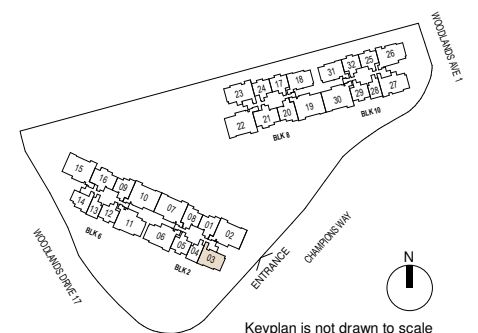 WOODLANDS AVE 1
23 24 17 18 31 32 25 26
22 21 20 19 30 29 28 27
BLK 8
BLK 10
15 16 09 10 07 08 01 02
14 13 12 11 06 05 04 03
BLK 6
BLK 2
WOODLANDS DRIVE 17
ENTRANCE
CHAMPIONS WAY
N
Keyplan is not drawn to scale